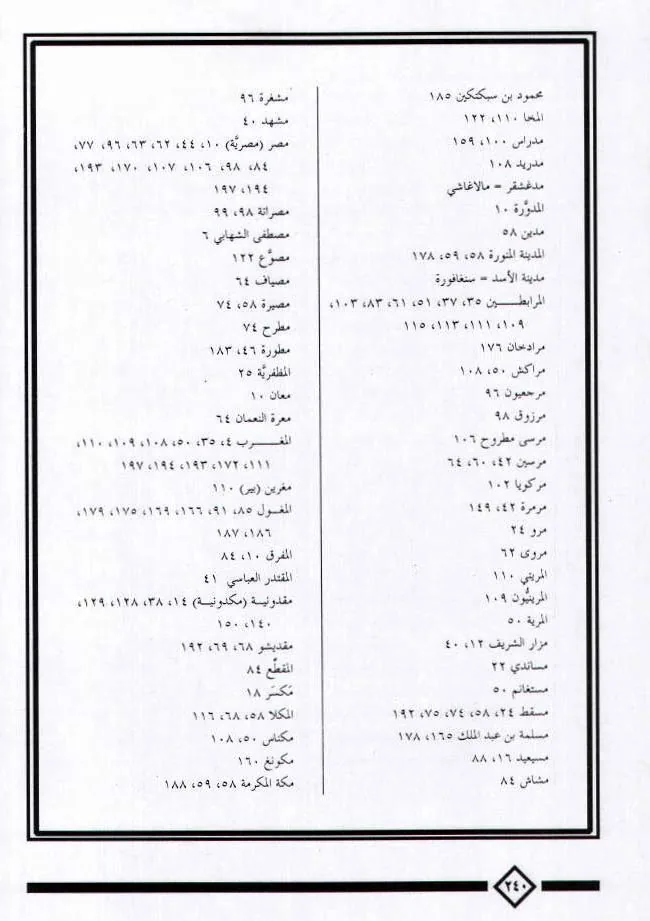 محمود بن سبكتكين ١٨٥
المخا ١١٠، ١٢٢
مدراس ١٠٠، ١٥٩
مدريد ١٠٨
مدغشقر = مالاغاشي
المدوَّرة ١٠
مدين ٥٨
المدينة المنورة ٥٨، ٥٩، ١٧٨
مدينة الأسد = سنغافورة
المرابطـــــين ٣٥، ٣٧، ٥١، ٦١، ٨٣، ١٠٣،
١٠٩، ١١١، ١١٣، ١١٥
مرادخان ١٧٦
مراكش ٥٠، ١٠٨
مرجعيون ٩٦
مرزوق ٩٨
مرسى مطروح ١٠٦
مرسين ٤٢، ٦٠، ٦٤
مركويا ١٠٢
مرمرة ٤٢، ١٤٩
مرو ٢٤
مروى ٦٢
المريتي ١١٠
المرينيُّون ١٠٩
المرية ٥٠
مزار الشريف ١٢، ٤٠
مساندي ٢٢
مستغانم ٥٠
مسقط ٢٤، ٥٨، ٧٤، ٧٥، ١٩٢
مسلمة بن عبد الملك ١٦٥، ١٧٨
مسيعيد ١٦، ٨٨
مشاش ٨٤
مشغرة ٩٦
مشهد ٤٠
مصر (مصريَّة) ١٠، ٤٤، ٦٢، ٦٣، ٩٦، ٧٧،
٨٤، ٩٨، ١٠٦، ١٠٧، ١٧٠، ١٩٣،
١٩٤، ١٩٧
مصراتة ٩٨، ٩٩
مصطفى الشهابي ٦
مصوَّع ١٢٢
مصياف ٦٤
مصيرة ٥٨، ٧٤
مطرح ٧٤
مطورة ٤٦، ١٨٣
المظفريَّة ٢٥
معان ١٠
معرة النعمان ٦٤
المغــــرب ٤، ٣٥، ٥٠، ١٠٨، ١٠٩، ١١٠،
١١١، ١٧٢، ١٩٣، ١٩٤، ١٩٧
مغرين (بير) ١١٠
المغـول ٨٥، ٩١، ١٦٦، ١٦٩، ١٧٥، ١٧٩،
١٨٦، ١٨٧
المفرق ١٠، ٨٤
المقتدر العباسي ٤١
مقدونيـة (مكدونيـة) ١٤، ٣٨، ١٢٨، ١٢٩،
١٤٠، ١٥٠
مقديشو ٦٨، ٦٩، ١٩٢
المقطِّع ٨٤
مَكسَر ١٨
المكلا ٥٨، ٦٨، ١١٦
مكناس ٥٠، ١٠٨
مكونغ ١٦٠
مكة المكرمة ٥٨، ٥٩، ١٨٨
٢٤٠